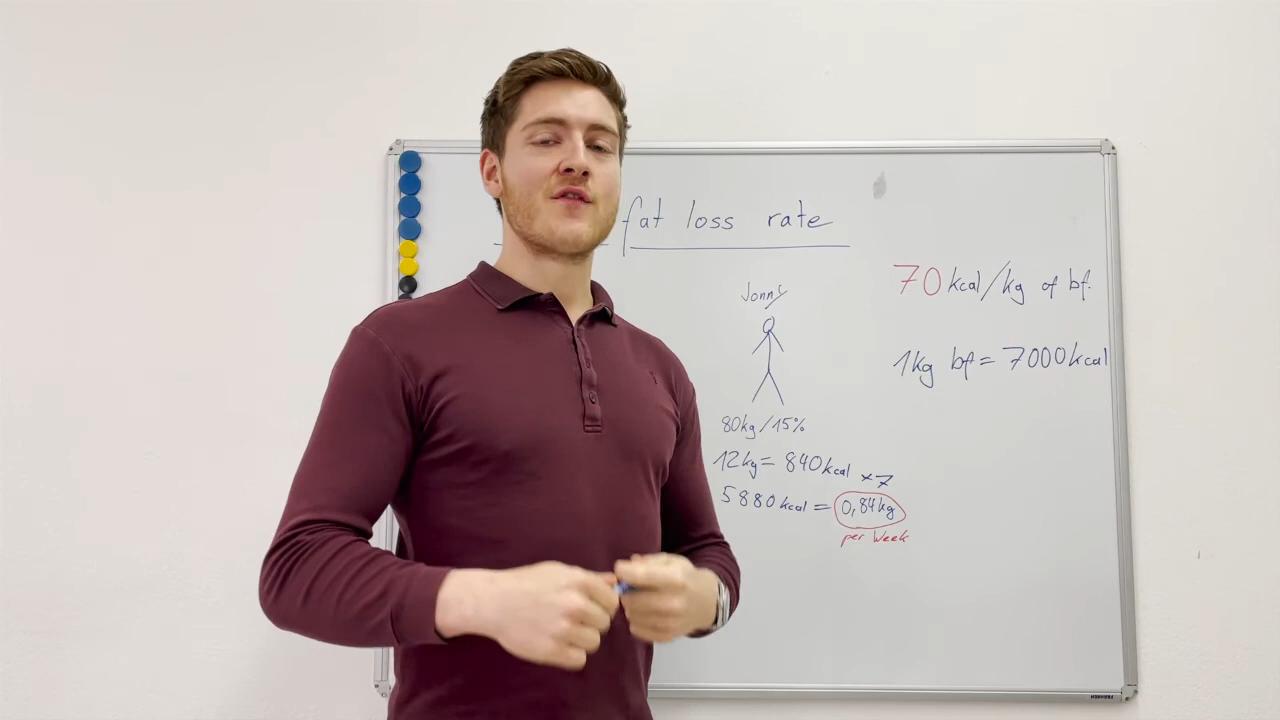 fat loss rate
70 kcal/kg of bf.
1kg bf = 7000kcal
Jonny
80kg/15%
12kg = 840kcal x7
5880kcal = 0,84kg
per Week